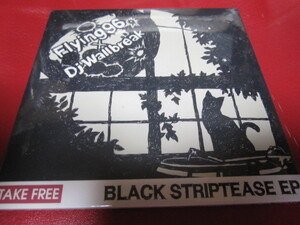 Flying96
Dj Wallbreak
TAKE FREE
BLACK STRIPTEASE EP